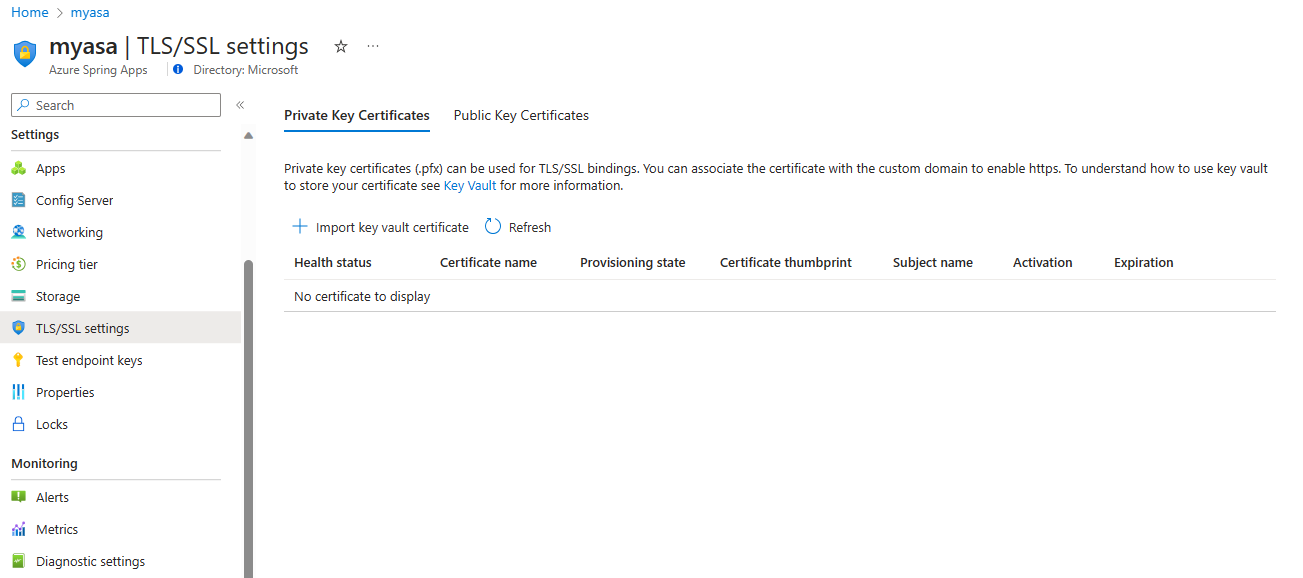 Home > myasa
myasa | TLS/SSL settings ☆ ...
Azure Spring Apps | Directory: Microsoft
Search «
Settings
Apps
Config Server
Networking
Pricing tier
Storage
TLS/SSL settings
Test endpoint keys
Properties
Locks
Monitoring
Alerts
Metrics
Diagnostic settings
Private Key Certificates Public Key Certificates
Private key certificates (.pfx) can be used for TLS/SSL bindings. You can associate the certificate with the custom domain to enable https. To understand how to use key vault
to store your certificate see Key Vault for more information.
Import key vault certificate Refresh
Health status Certificate name Provisioning state Certificate thumbprint Subject name Activation Expiration
No certificate to display